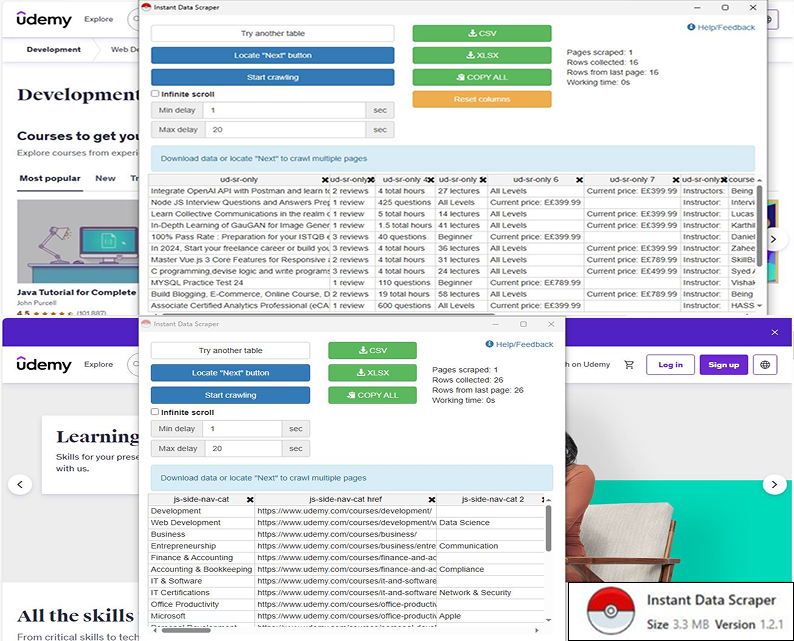 Instant Data Scraper
ûdemy Explore
Development Web De
Try another table
CSV
Help/Feedback
Locate "Next" button
XLSX
Start crawling
COPY ALL
Reset columns
Pages scraped: 1
Rows collected: 16
Rows from last page: 16
Working time: 0s
Infinite scroll
Min delay 1 sec
Max delay 20 sec
Development
Courses to get you
Explore courses from experi
Most popular New Tr
Download data or locate "Next" to crawl multiple pages
ud-sr-only ud-sr-only ud-sr-only 4 ud-sr-only ud-sr-only 6 ud-sr-only 7 ud-sr-only course
Integrate OpenAI API with Postman and learn to 2 reviews 4 total hours 27 lectures All Levels Current price: E£399.99 Instructor: Being
Node JS Interview Questions and Answers Prep 1 review 425 questions All Levels Current price: E£399.99 Instructor: Intervi
Learn Collective Communications in the realm o 1 review 5 total hours 14 lectures All Levels Current price: E£399.99 Instructor: Lucas
In-Depth Learning of GauGAN for Image Gener 1 review 1.5 total hours 41 lectures All Levels Current price: E£399.99 Instructor: Karthik
100% Pass Rate : Preparation for your ISTQB e 3 reviews 40 questions Beginner Current price: E£399.99 Instructor: Daniel
In 2024, Start your freelance career or build you 3 reviews 4 total hours 36 lectures All Levels Current price: E£399.99 Instructor: Zahee
Master Vue.js 3 Core Features for Responsive a 2 reviews 4 total hours 31 lectures All Levels Current price: E£789.99 Instructor: SkillBa
C programming,devise logic and write programs 3 reviews 4 total hours 24 lectures All Levels Current price: E£499.99 Instructor: Syed A
MYSQL Practice Test 24 1 review 110 questions Beginner Current price: E£789.99 Instructor: Vishak
Build Blogging, E-Commerce, Online Course, D 2 reviews 19 total hours 58 lectures All Levels Current price: E£789.99 Instructors: Being
Associate Certified Analytics Professional (eCA 1 review 600 questions All Levels Current price: E£399.99 Instructor: HASS
Java Tutorial for Complete
John Purcell
4.5 (101,887)
Instant Data Scraper
ûdemy Explore
Try another table
CSV
Help/Feedback
Locate "Next" button
XLSX
Start crawling
COPY ALL
Pages scraped: 1
Rows collected: 26
Rows from last page: 26
Working time: 0s
h on Udemy Log in Sign up
Infinite scroll
Min delay 1 sec
Max delay 20 sec
Learning
Skills for your prese
with us.
Download data or locate "Next" to crawl multiple pages
js-side-nav-cat js-side-nav-cat href js-side-nav-cat 2
Development https://www.udemy.com/courses/development/
Web Development https://www.udemy.com/courses/development/w Data Science
Business https://www.udemy.com/courses/business/
Entrepreneurship https://www.udemy.com/courses/business/entre Communication
Finance & Accounting https://www.udemy.com/courses/finance-and-ac
Accounting & Bookkeeping https://www.udemy.com/courses/finance-and-ac Compliance
IT & Software https://www.udemy.com/courses/it-and-software
IT Certifications https://www.udemy.com/courses/it-and-software Network & Security
Office Productivity https://www.udemy.com/courses/office-productiv
Microsoft https://www.udemy.com/courses/office-productiv Apple
All the skills
From critical skills to tech
Instant Data Scraper
Size 3.3 MB Version 1.2.1